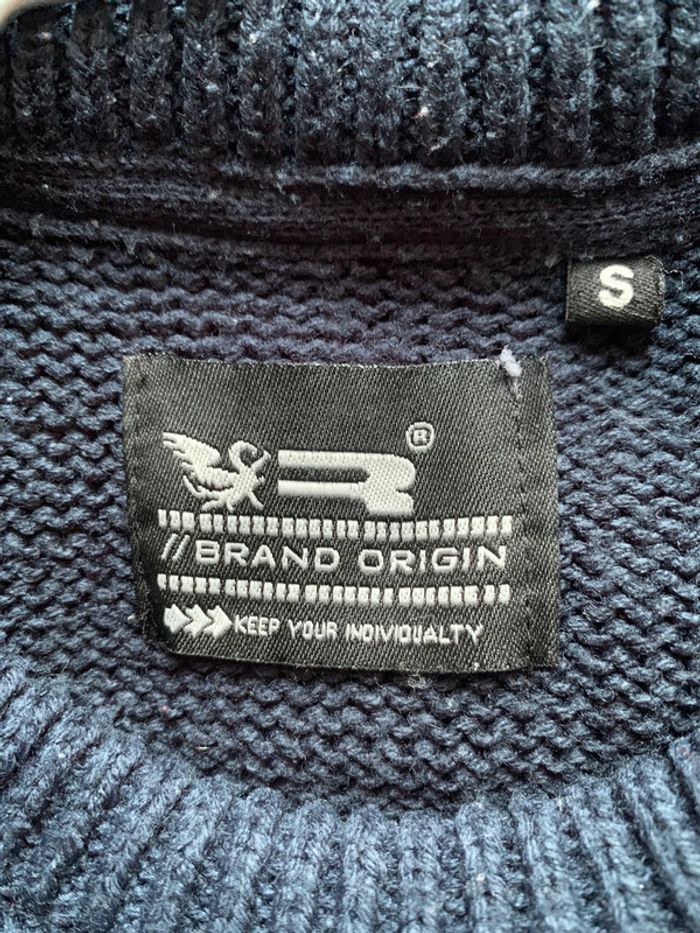 S
R ®
//BRAND ORIGIN
KEEP YOUR INDIVIDUALTY